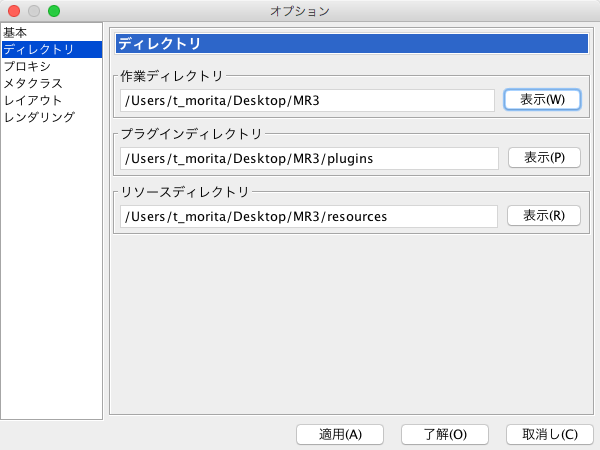 オプション
基本
ディレクトリ
プロキシ
メタクラス
レイアウト
レンダリング
ディレクトリ
作業ディレクトリ
/Users/t_morita/Desktop/MR3
表示(W)
プラグインディレクトリ
/Users/t_morita/Desktop/MR3/plugins
表示(P)
リソースディレクトリ
/Users/t_morita/Desktop/MR3/resources
表示(R)
適用(A)
了解(O)
取消し(C)